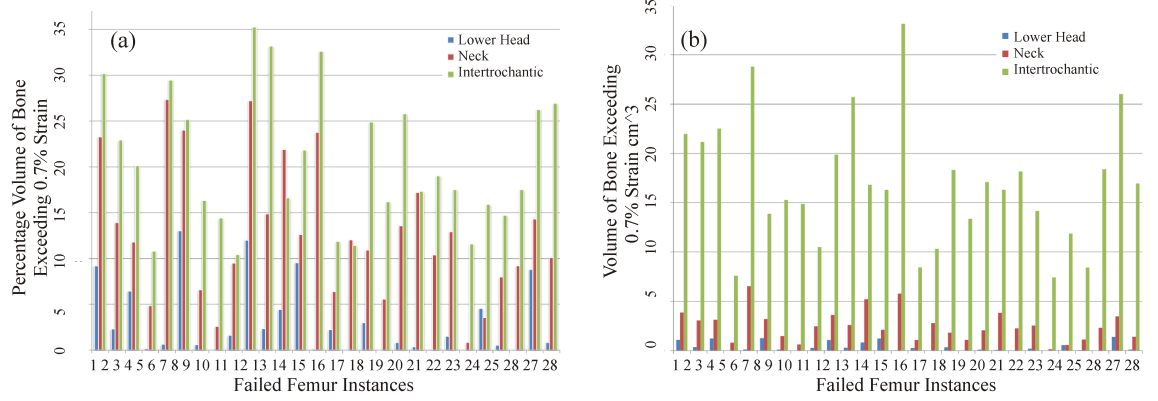 (a)
Lower Head
Neck
Intertrochantic
Percentage Volume of Bone
Exceeding 0.7% Strain
35
30
25
20
15
10
5
0
1 2 3 4 5 6 7 8 9 10 11 12 13 14 15 16 17 18 19 20 21 22 23 24 25 28 27 28
Failed Femur Instances
(b)
Lower Head
Neck
Intertrochantic
Volume of Bone Exceeding
0.7% Strain cm^3
35
30
25
20
15
10
5
0
1 2 3 4 5 6 7 8 9 10 11 12 13 14 15 16 17 18 19 20 21 22 23 24 25 28 27 28
Failed Femur Instances